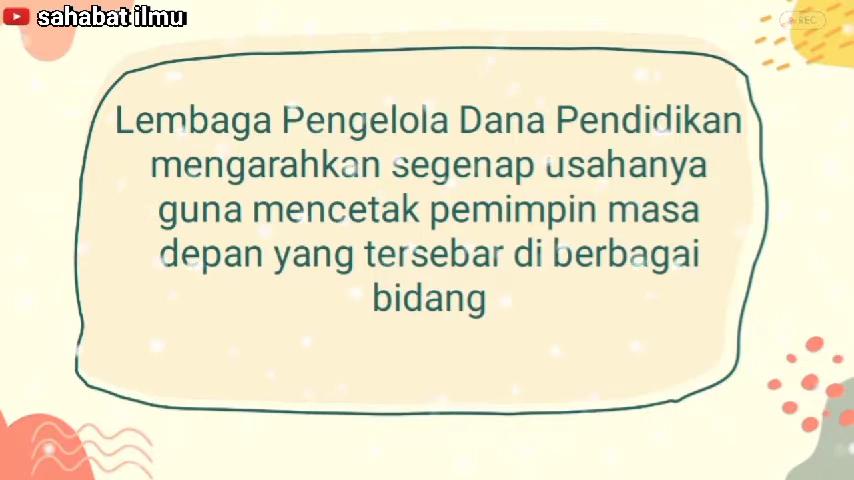 sahabat ilmu
REC
Lembaga Pengelola Dana Pendidikan
mengarahkan segenap usahanya
guna mencetak pemimpin masa
depan yang tersebar di berbagai
bidang